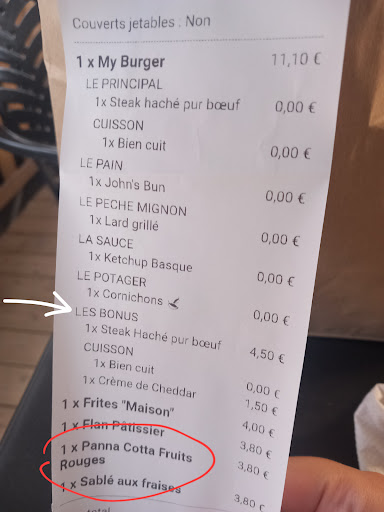 Couverts jetables : Non
1 x My Burger 11,10 €
LE PRINCIPAL
1x Steak haché pur bœuf 0,00 €
CUISSON
1x Bien cuit 0,00 €
LE PAIN
1x John's Bun 0,00 €
LE PECHE MIGNON
1x Lard grillé 0,00 €
LA SAUCE
1x Ketchup Basque 0,00 €
LE POTAGER
1x Cornichons 0,00 €
LES BONUS
1x Steak Haché pur bœuf 4,50 €
CUISSON
1x Bien cuit 0,00 €
1x Crème de Cheddar 1,50 €
1 x Frites "Maison" 4,00 €
1 x Flan Pâtissier 3,80 €
1 x Panna Cotta Fruits 3,80 €
Rouges
1 x Sablé aux fraises 3,80 €